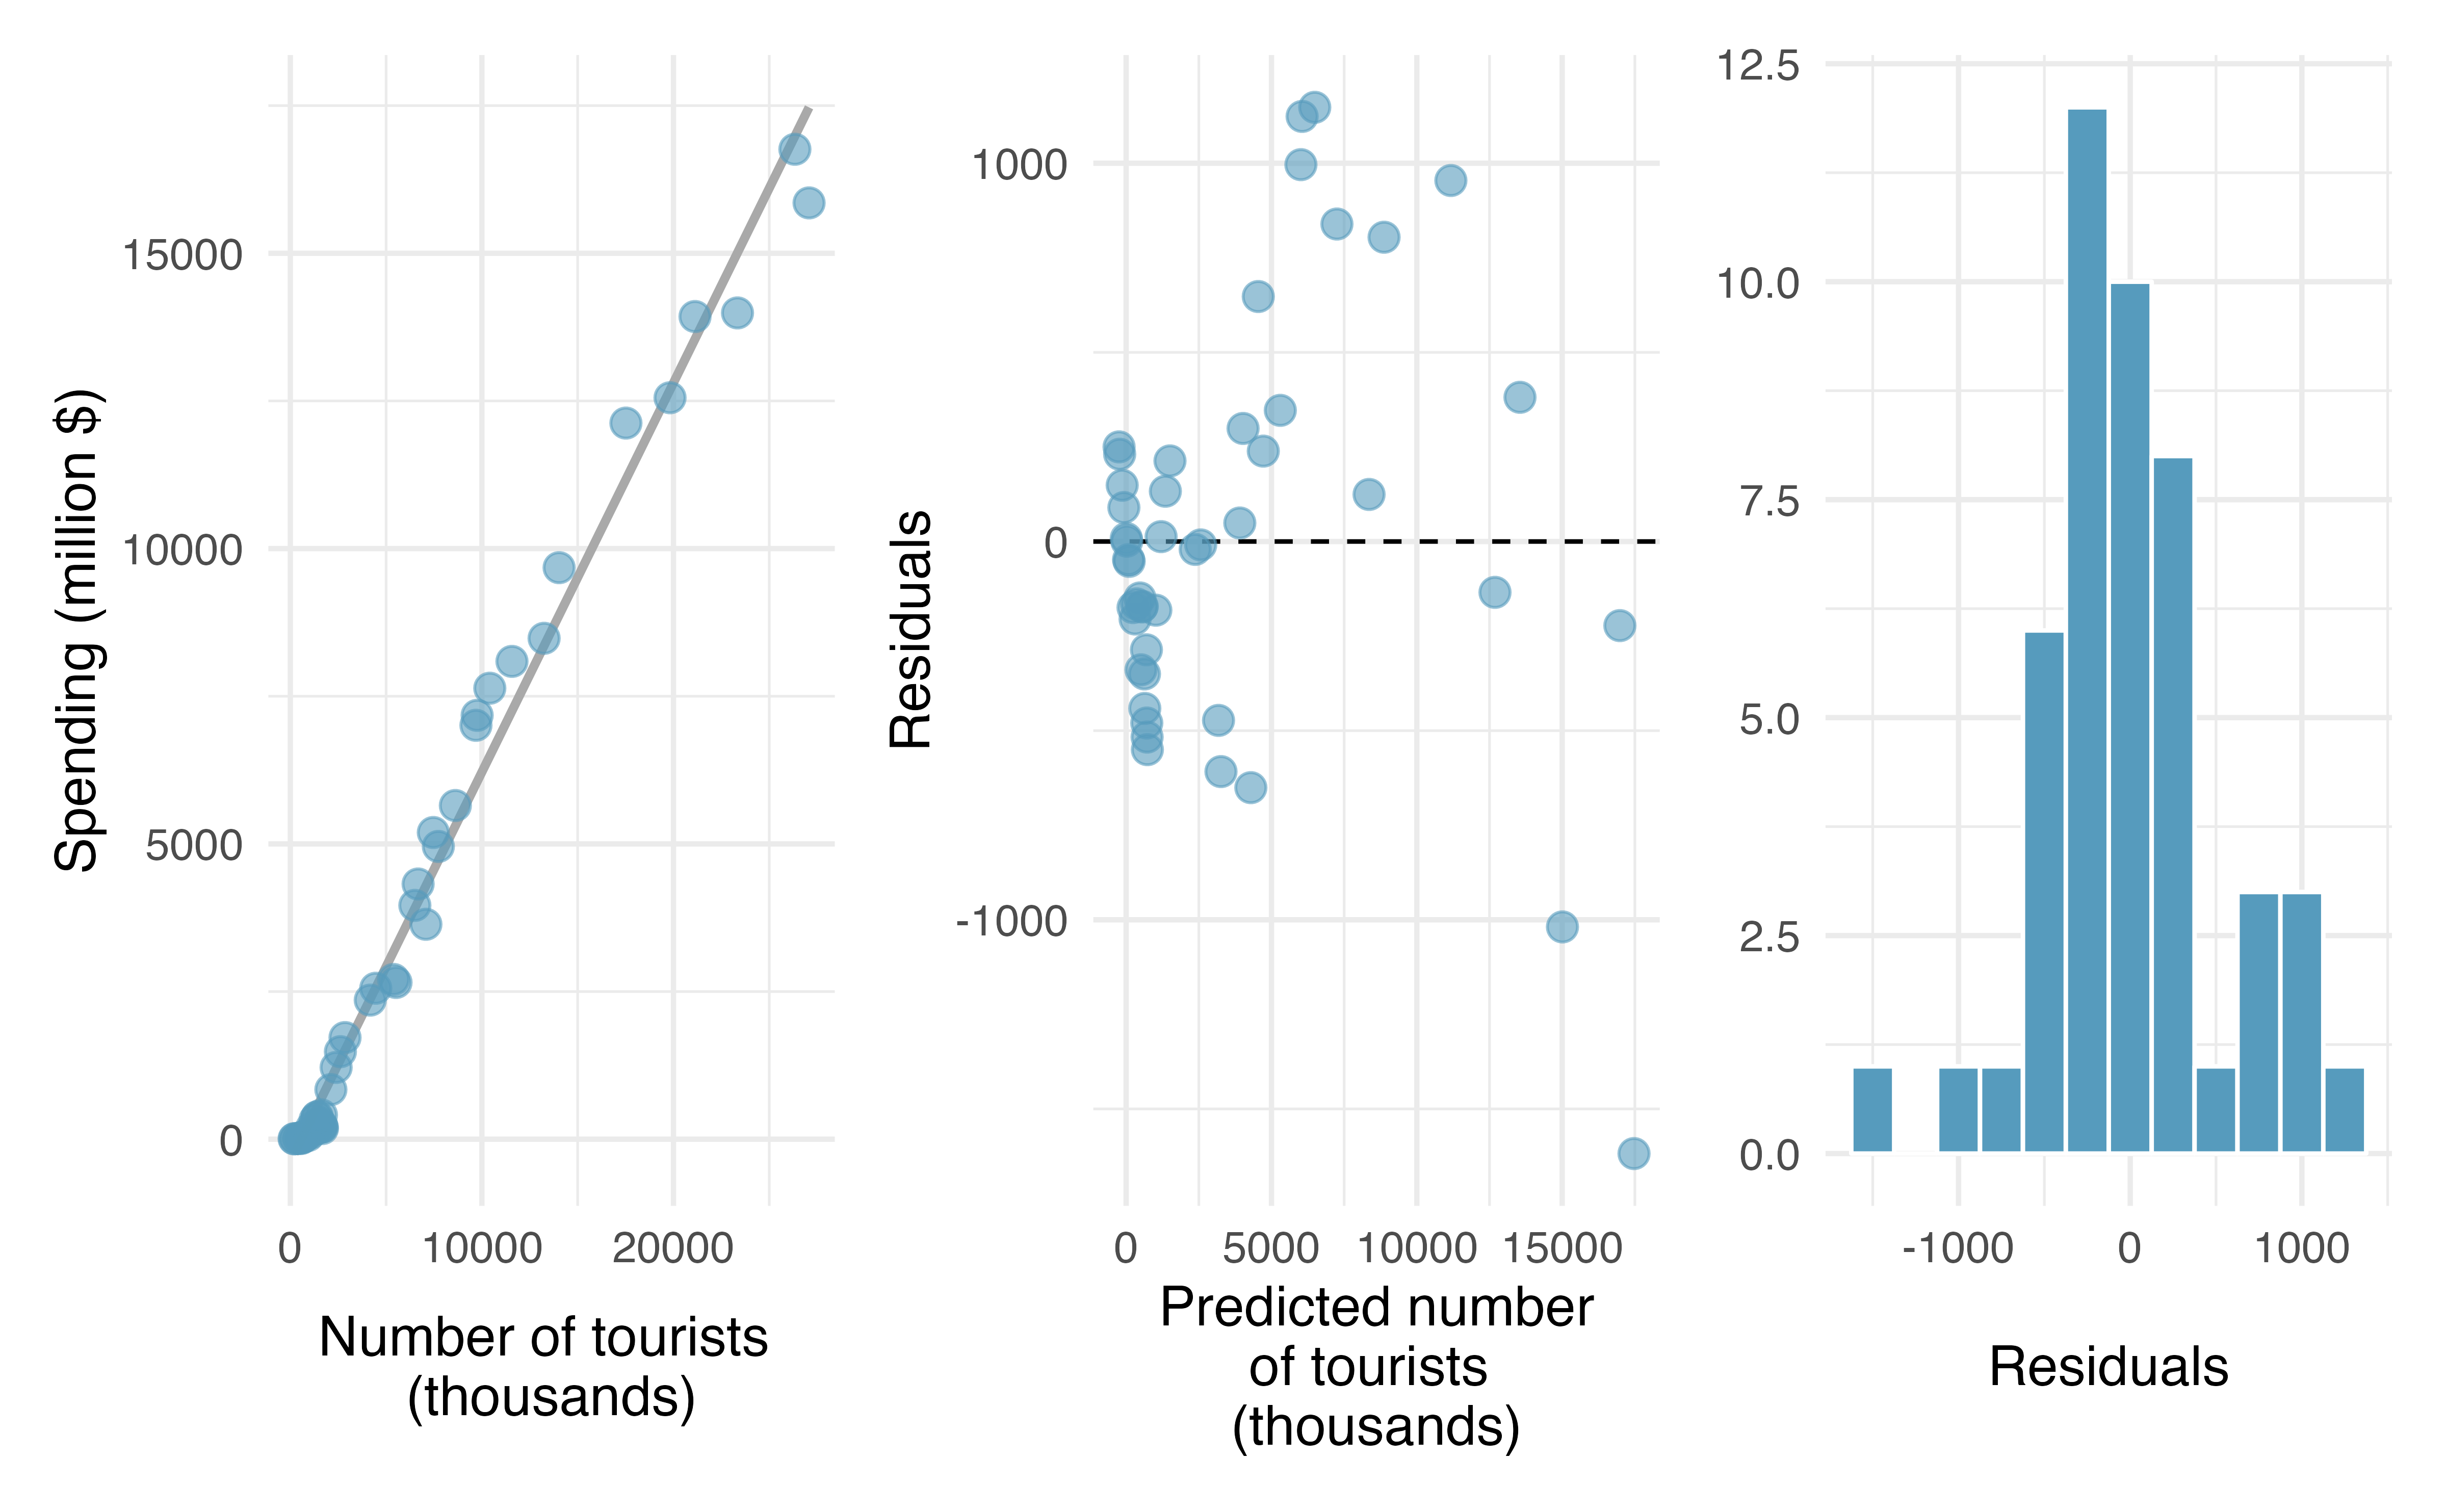 15000
10000
5000
0
Spending (million $)
0 10000 20000
Number of tourists
(thousands)
1000
0
-1000
Residuals
0 5000 10000 15000
Predicted number
of tourists
(thousands)
12.5
10.0
7.5
5.0
2.5
0.0
-1000 0 1000
Residuals